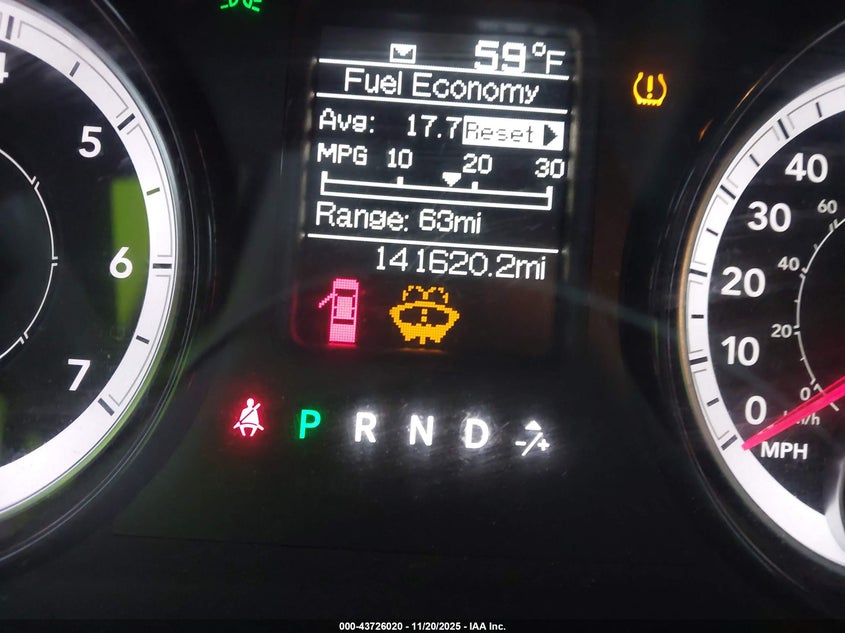 59°F
Fuel Economy
Avg: 17.7 Reset
MPG 10 20 30
Range: 63mi
141620.2mi
P R N D -/+
5
6
7
40
30
20
10
0
MPH
60
40
20
0
km/h
000-43726020 - 11/20/2025 - IAA Inc.